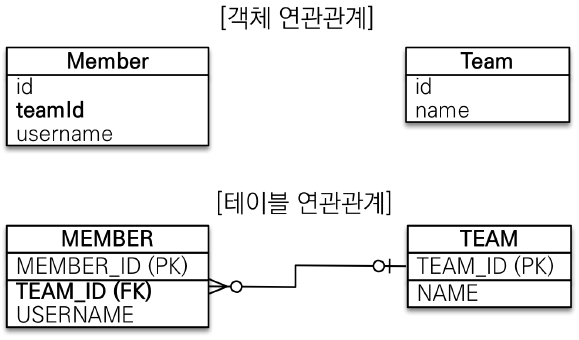 [객체 연관관계]
Member
id
teamId
username
Team
id
name
[테이블 연관관계]
MEMBER
MEMBER_ID (PK)
TEAM_ID (FK)
USERNAME
TEAM
TEAM_ID (PK)
NAME